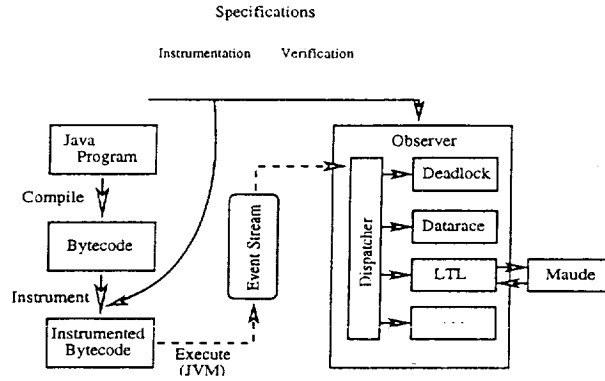 Specifications
Instrumentation Verification
Java
Program
Compile
Bytecode
Instrument
Instrumented
Bytecode
Execute
(JVM)
Event Stream
Observer
Dispatcher
Deadlock
Datarace
LTL
Maude
. . .